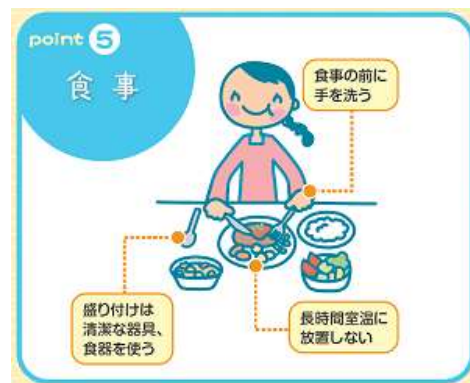 point 5
食事
食事の前に
手を洗う
盛り付けは
清潔な器具、
食器を使う
長時間室温に
放置しない